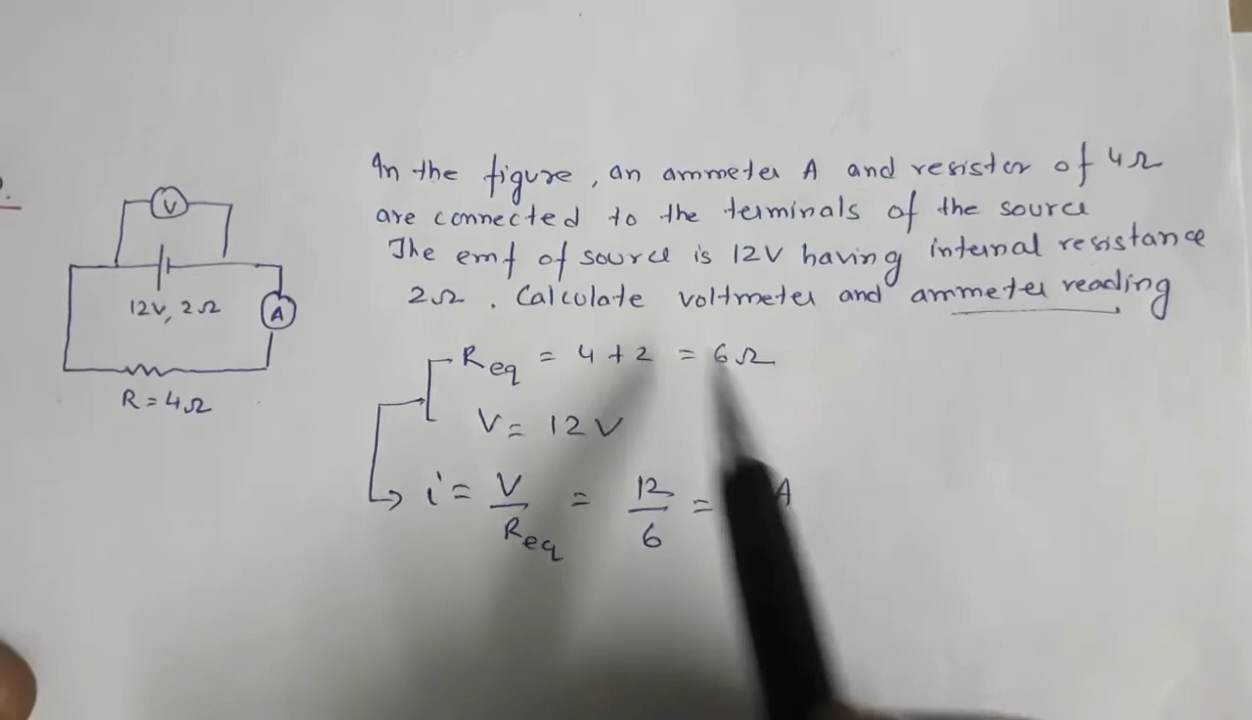 In the figure, an ammeter A and resistor of 4Ω
are connected to the terminals of the source
The emf of source is 12V having internal resistance
2Ω. Calculate voltmeter and ammeter reading
V
12V, 2Ω
A
R = 4Ω
Req = 4 + 2 = 6Ω
V = 12V
i = V/Req = 12/6 = A